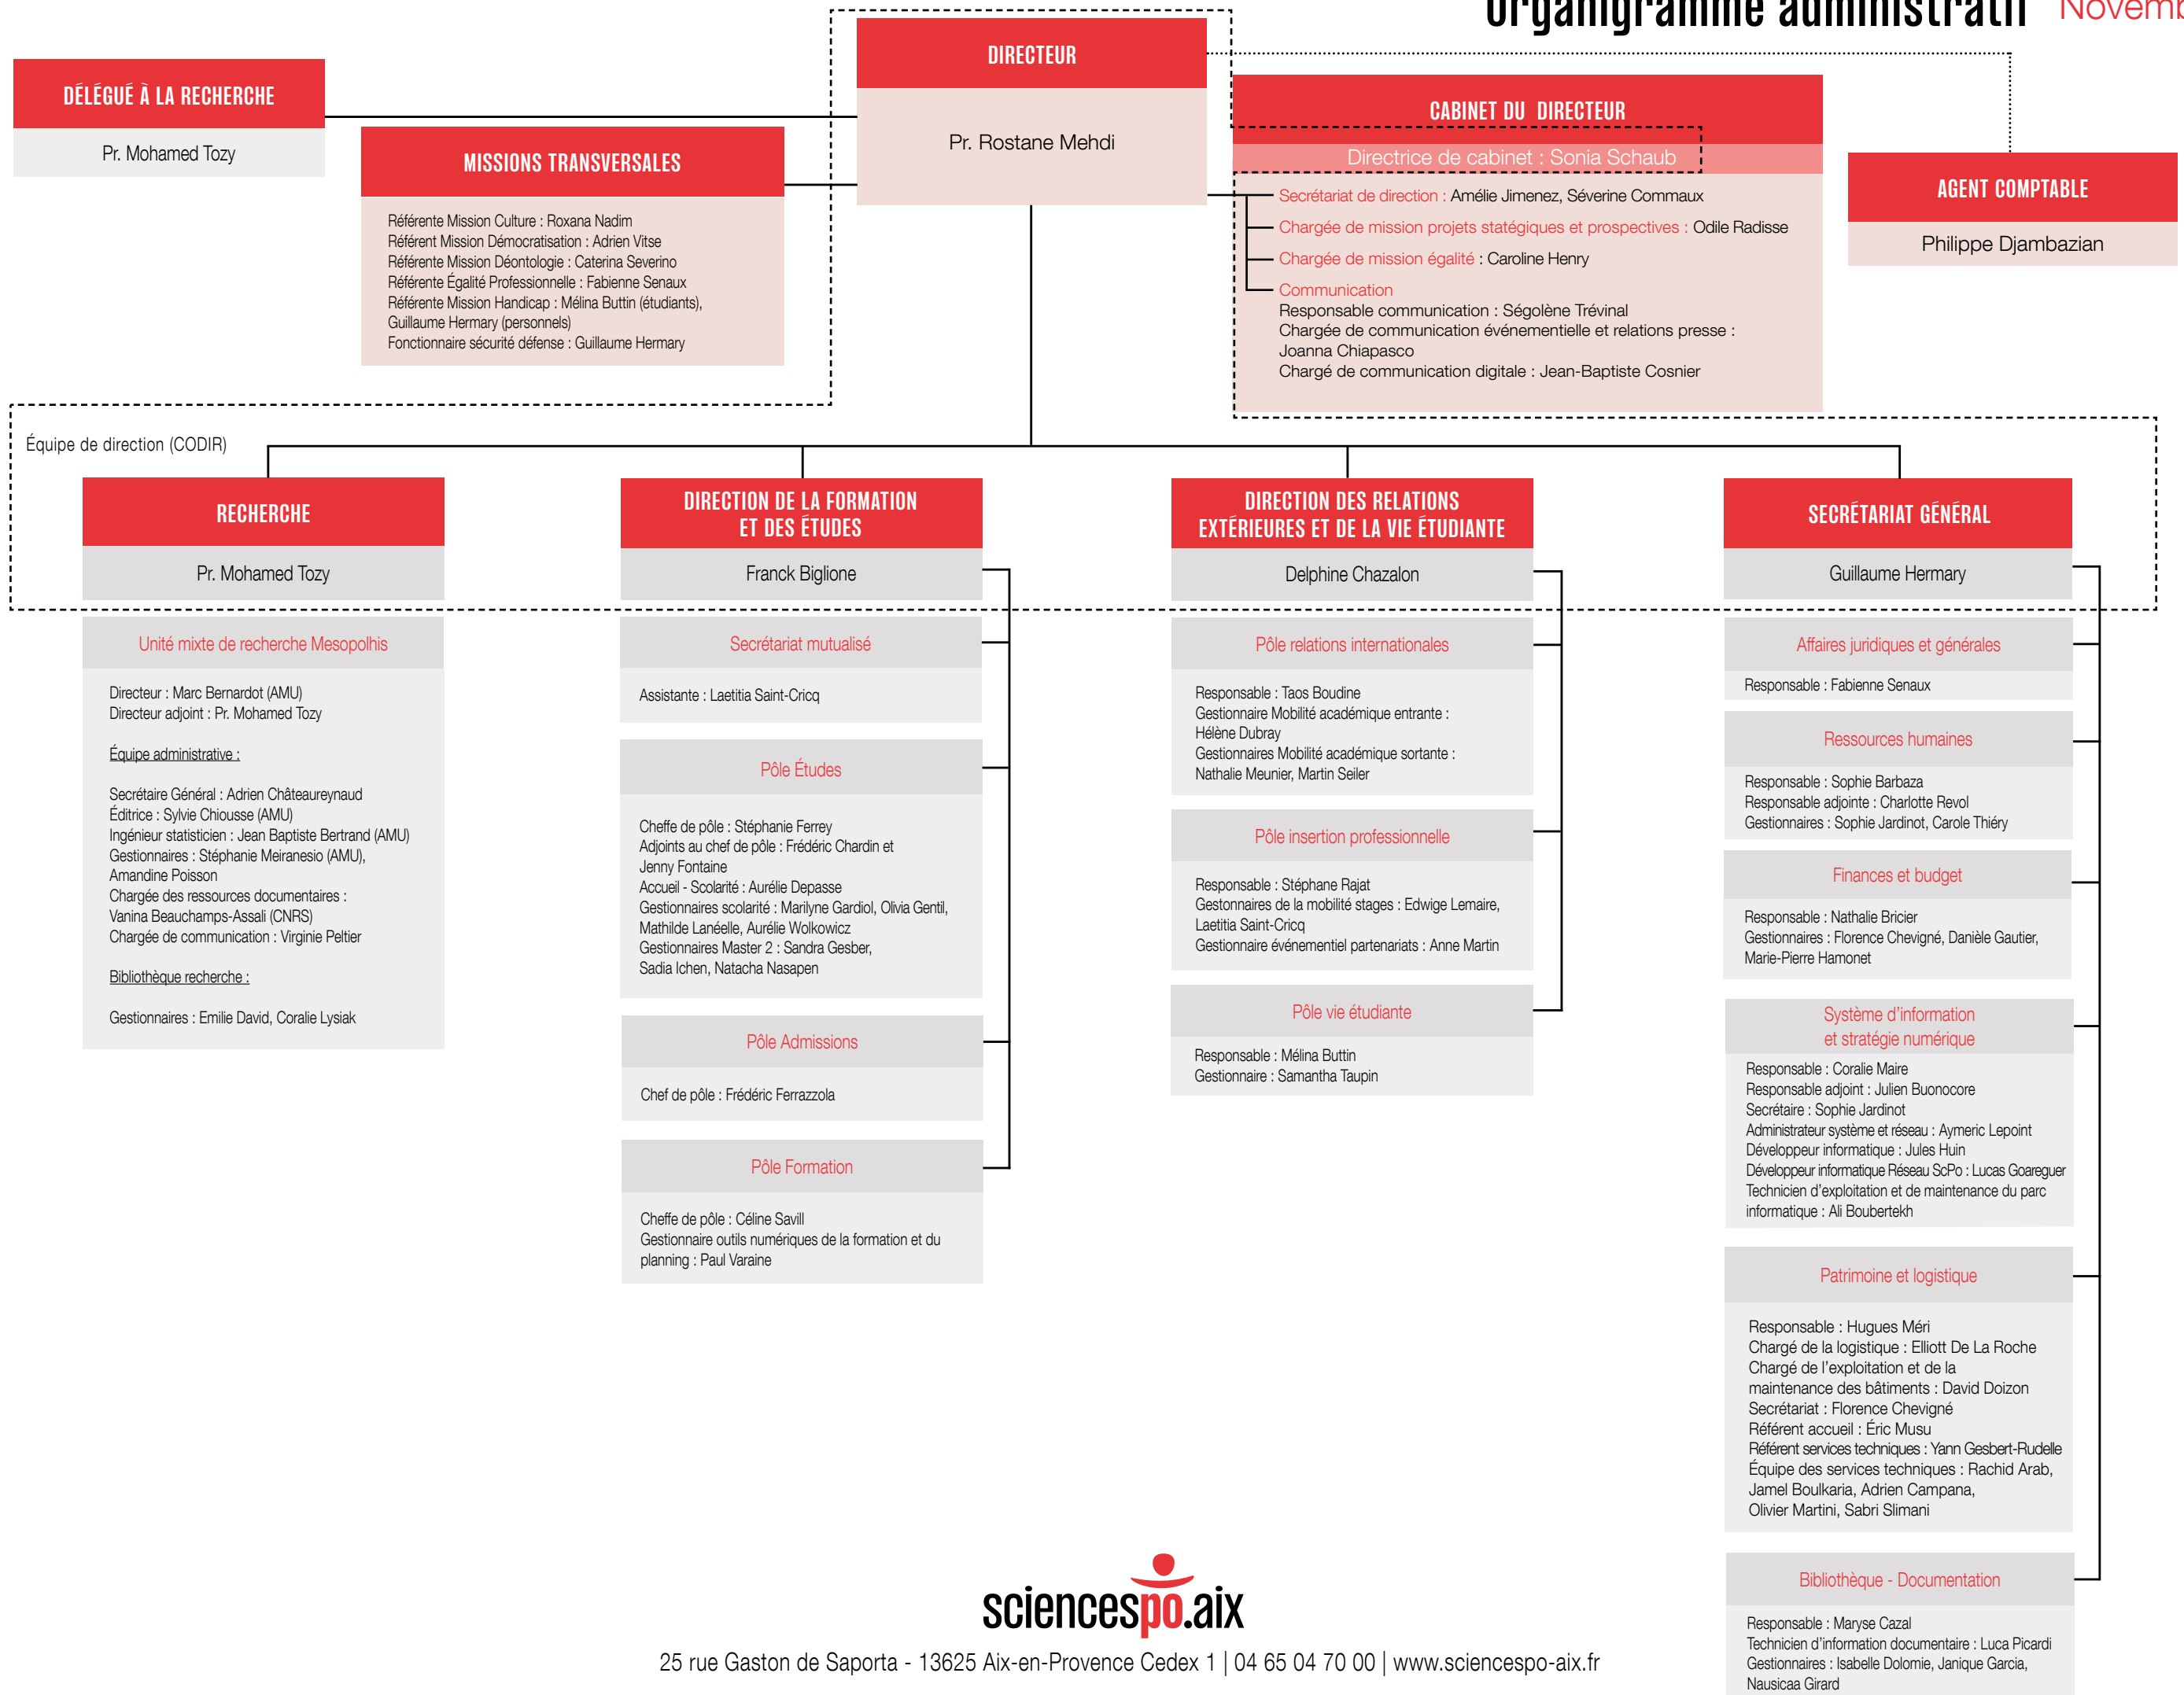 Organigramme administratif
DIRECTEUR
Pr. Rostane Mehdi
DÉLÉGUÉ À LA RECHERCHE
Pr. Mohamed Tozy
MISSIONS TRANSVERSALES
Référente Mission Culture : Roxana Nadim
Référent Mission Démocratisation : Adrien Vitse
Référente Mission Déontologie : Caterina Severino
Référente Égalité Professionnelle : Fabienne Senaux
Référente Mission Handicap : Mélina Buttin (étudiants),
Guillaume Hermary (personnels)
Fonctionnaire sécurité défense : Guillaume Hermary
CABINET DU DIRECTEUR
Directrice de cabinet : Sonia Schaub
Secrétariat de direction : Amélie Jimenez, Séverine Commaux
Chargée de mission projets statégiques et prospectives : Odile Radisse
Chargée de mission égalité : Caroline Henry
Communication
Responsable communication : Ségolène Trévinal
Chargée de communication événementielle et relations presse :
Joanna Chiapasco
Chargé de communication digitale : Jean-Baptiste Cosnier
AGENT COMPTABLE
Philippe Djambazian
Équipe de direction (CODIR)
RECHERCHE
Pr. Mohamed Tozy
Unité mixte de recherche Mesopolhis
Directeur : Marc Bernardot (AMU)
Directeur adjoint : Pr. Mohamed Tozy
Équipe administrative :
Secrétaire Général : Adrien Châteaureynaud
Éditrice : Sylvie Chiousse (AMU)
Ingénieur statisticien : Jean Baptiste Bertrand (AMU)
Gestionnaires : Stéphanie Meiranesio (AMU),
Amandine Poisson
Chargée des ressources documentaires :
Vanina Beauchamps-Assali (CNRS)
Chargée de communication : Virginie Peltier
Bibliothèque recherche :
Gestionnaires : Emilie David, Coralie Lysiak
DIRECTION DE LA FORMATION
ET DES ÉTUDES
Franck Biglione
Secrétariat mutualisé
Assistante : Laetitia Saint-Cricq
Pôle Études
Cheffe de pôle : Stéphanie Ferrey
Adjoints au chef de pôle : Frédéric Chardin et
Jenny Fontaine
Accueil - Scolarité : Aurélie Depasse
Gestionnaires scolarité : Marilyne Gardiol, Olivia Gentil,
Mathilde Lanéelle, Aurélie Wolkowicz
Gestionnaires Master 2 : Sandra Gesber,
Sadia Ichen, Natacha Nasapen
Pôle Admissions
Chef de pôle : Frédéric Ferrazzola
Pôle Formation
Cheffe de pôle : Céline Savill
Gestionnaire outils numériques de la formation et du
planning : Paul Varaine
DIRECTION DES RELATIONS
EXTÉRIEURES ET DE LA VIE ÉTUDIANTE
Delphine Chazalon
Pôle relations internationales
Responsable : Taos Boudine
Gestionnaire Mobilité académique entrante :
Hélène Dubray
Gestionnaires Mobilité académique sortante :
Nathalie Meunier, Martin Seiler
Pôle insertion professionnelle
Responsable : Stéphane Rajat
Gestonnaires de la mobilité stages : Edwige Lemaire,
Laetitia Saint-Cricq
Gestionnaire événementiel partenariats : Anne Martin
Pôle vie étudiante
Responsable : Mélina Buttin
Gestionnaire : Samantha Taupin
SECRÉTARIAT GÉNÉRAL
Guillaume Hermary
Affaires juridiques et générales
Responsable : Fabienne Senaux
Ressources humaines
Responsable : Sophie Barbaza
Responsable adjointe : Charlotte Revol
Gestionnaires : Sophie Jardinot, Carole Thiéry
Finances et budget
Responsable : Nathalie Bricier
Gestionnaires : Florence Chevigné, Danièle Gautier,
Marie-Pierre Hamonet
Système d'information
et stratégie numérique
Responsable : Coralie Maire
Responsable adjoint : Julien Buonocore
Secrétaire : Sophie Jardinot
Administrateur système et réseau : Aymeric Lepoint
Développeur informatique : Jules Huin
Développeur informatique Réseau ScPo : Lucas Goareguer
Technicien d'exploitation et de maintenance du parc
informatique : Ali Boubertekh
Patrimoine et logistique
Responsable : Hugues Méri
Chargé de la logistique : Elliott De La Roche
Chargé de l'exploitation et de la
maintenance des bâtiments : David Doizon
Secrétariat : Florence Chevigné
Référent accueil : Éric Musu
Référent services techniques : Yann Gesbert-Rudelle
Équipe des services techniques : Rachid Arab,
Jamel Boulkaria, Adrien Campana,
Olivier Martini, Sabri Slimani
Bibliothèque - Documentation
Responsable : Maryse Cazal
Technicien d'information documentaire : Luca Picardi
Gestionnaires : Isabelle Dolomie, Janique Garcia,
Nausicaa Girard
sciencespo.aix
25 rue Gaston de Saporta - 13625 Aix-en-Provence Cedex 1 | 04 65 04 70 00 | www.sciencespo-aix.fr